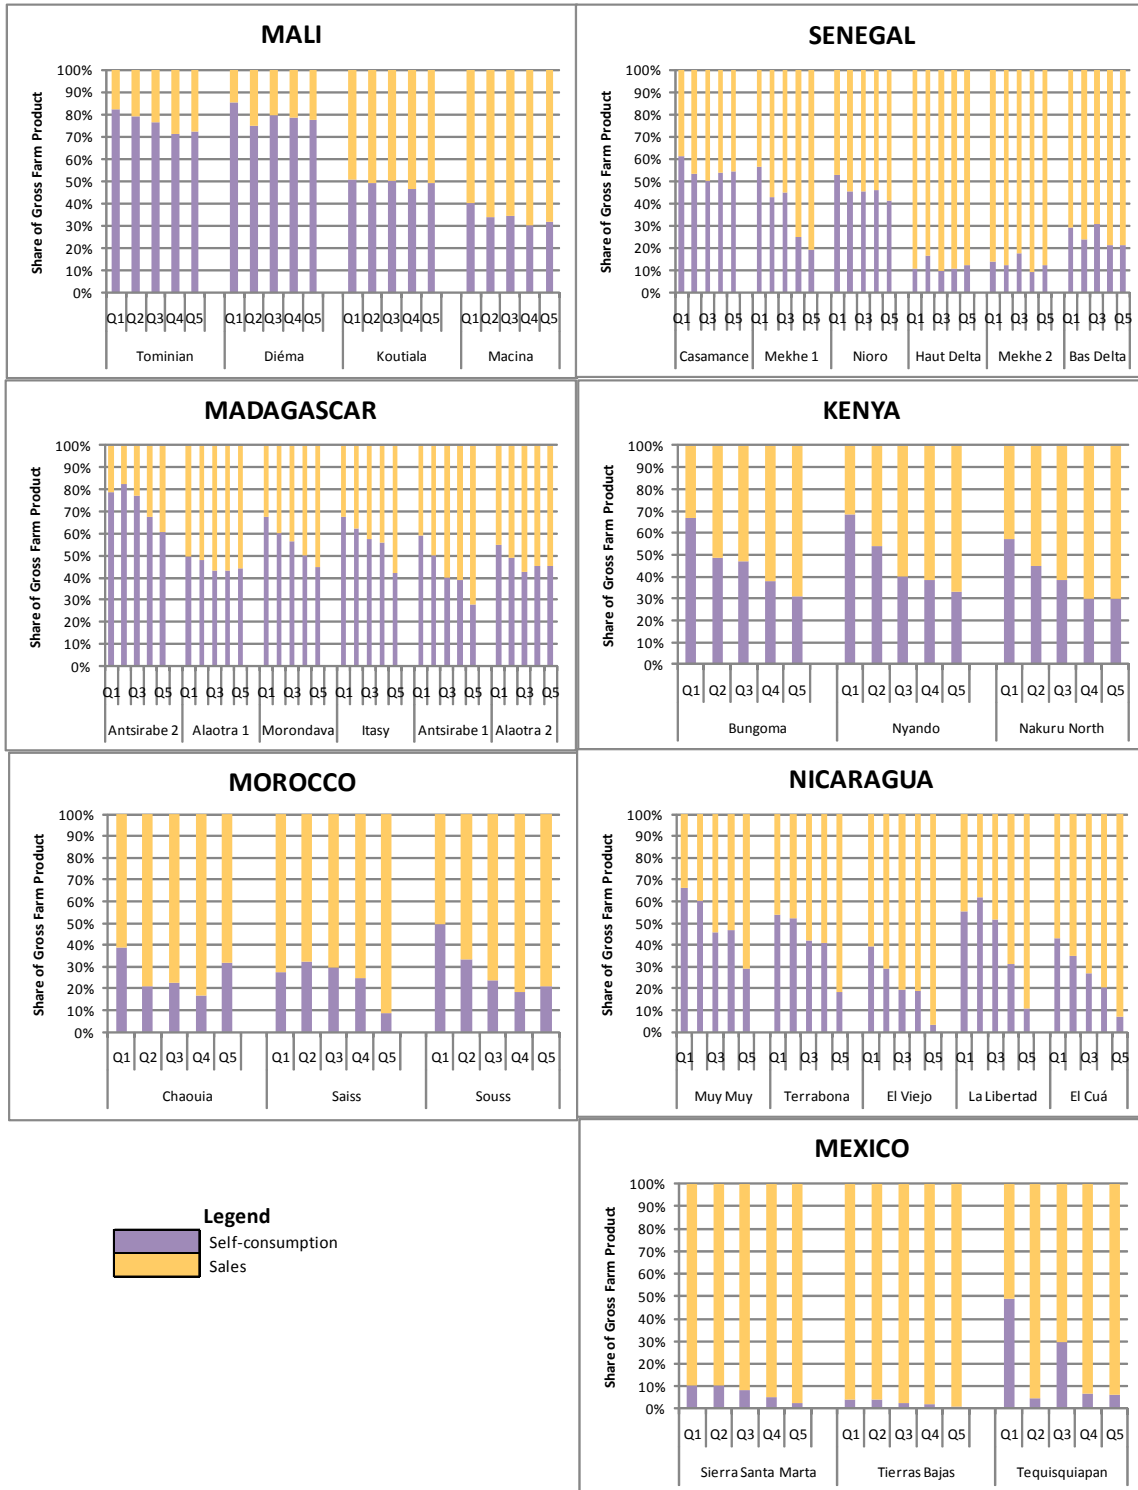 MALI
100%
90%
80%
70%
60%
50%
40%
30%
20%
10%
0%
Share of Gross Farm Product
Q1 Q2 Q3 Q4 Q5 Q1 Q2 Q3 Q4 Q5 Q1 Q2 Q3 Q4 Q5 Q1 Q2 Q3 Q4 Q5
Tominian Diéma Koutiala Macina
SENEGAL
100%
90%
80%
70%
60%
50%
40%
30%
20%
10%
0%
Share of Gross Farm Product
Q1 Q3 Q5 Q1 Q3 Q5 Q1 Q3 Q5 Q1 Q3 Q5 Q1 Q3 Q5 Q1 Q3 Q5
Casamance Mekhe 1 Nioro Haut Delta Mekhe 2 Bas Delta
MADAGASCAR
100%
90%
80%
70%
60%
50%
40%
30%
20%
10%
0%
Share of Gross Farm Product
Q1 Q3 Q5 Q1 Q3 Q5 Q1 Q3 Q5 Q1 Q3 Q5 Q1 Q3 Q5 Q1 Q3 Q5
Antsirabe 2 Alaotra 1 Morondava Itasy Antsirabe 1 Alaotra 2
KENYA
100%
90%
80%
70%
60%
50%
40%
30%
20%
10%
0%
Share of Gross Farm Product
Q1 Q2 Q3 Q4 Q5 Q1 Q2 Q3 Q4 Q5 Q1 Q2 Q3 Q4 Q5
Bungoma Nyando Nakuru North
MOROCCO
100%
90%
80%
70%
60%
50%
40%
30%
20%
10%
0%
Share of Gross Farm Product
Q1 Q2 Q3 Q4 Q5 Q1 Q2 Q3 Q4 Q5 Q1 Q2 Q3 Q4 Q5
Chaouia Saiss Souss
NICARAGUA
100%
90%
80%
70%
60%
50%
40%
30%
20%
10%
0%
Share of Gross Farm Product
Q1 Q3 Q5 Q1 Q3 Q5 Q1 Q3 Q5 Q1 Q3 Q5 Q1 Q3 Q5
Muy Muy Terrabona El Viejo La Libertad El Cuá
Legend
Self-consumption
Sales
MEXICO
100%
90%
80%
70%
60%
50%
40%
30%
20%
10%
0%
Share of Gross Farm Product
Q1 Q2 Q3 Q4 Q5 Q1 Q2 Q3 Q4 Q5 Q1 Q2 Q3 Q4 Q5
Sierra Santa Marta Tierras Bajas Tequisquiapan